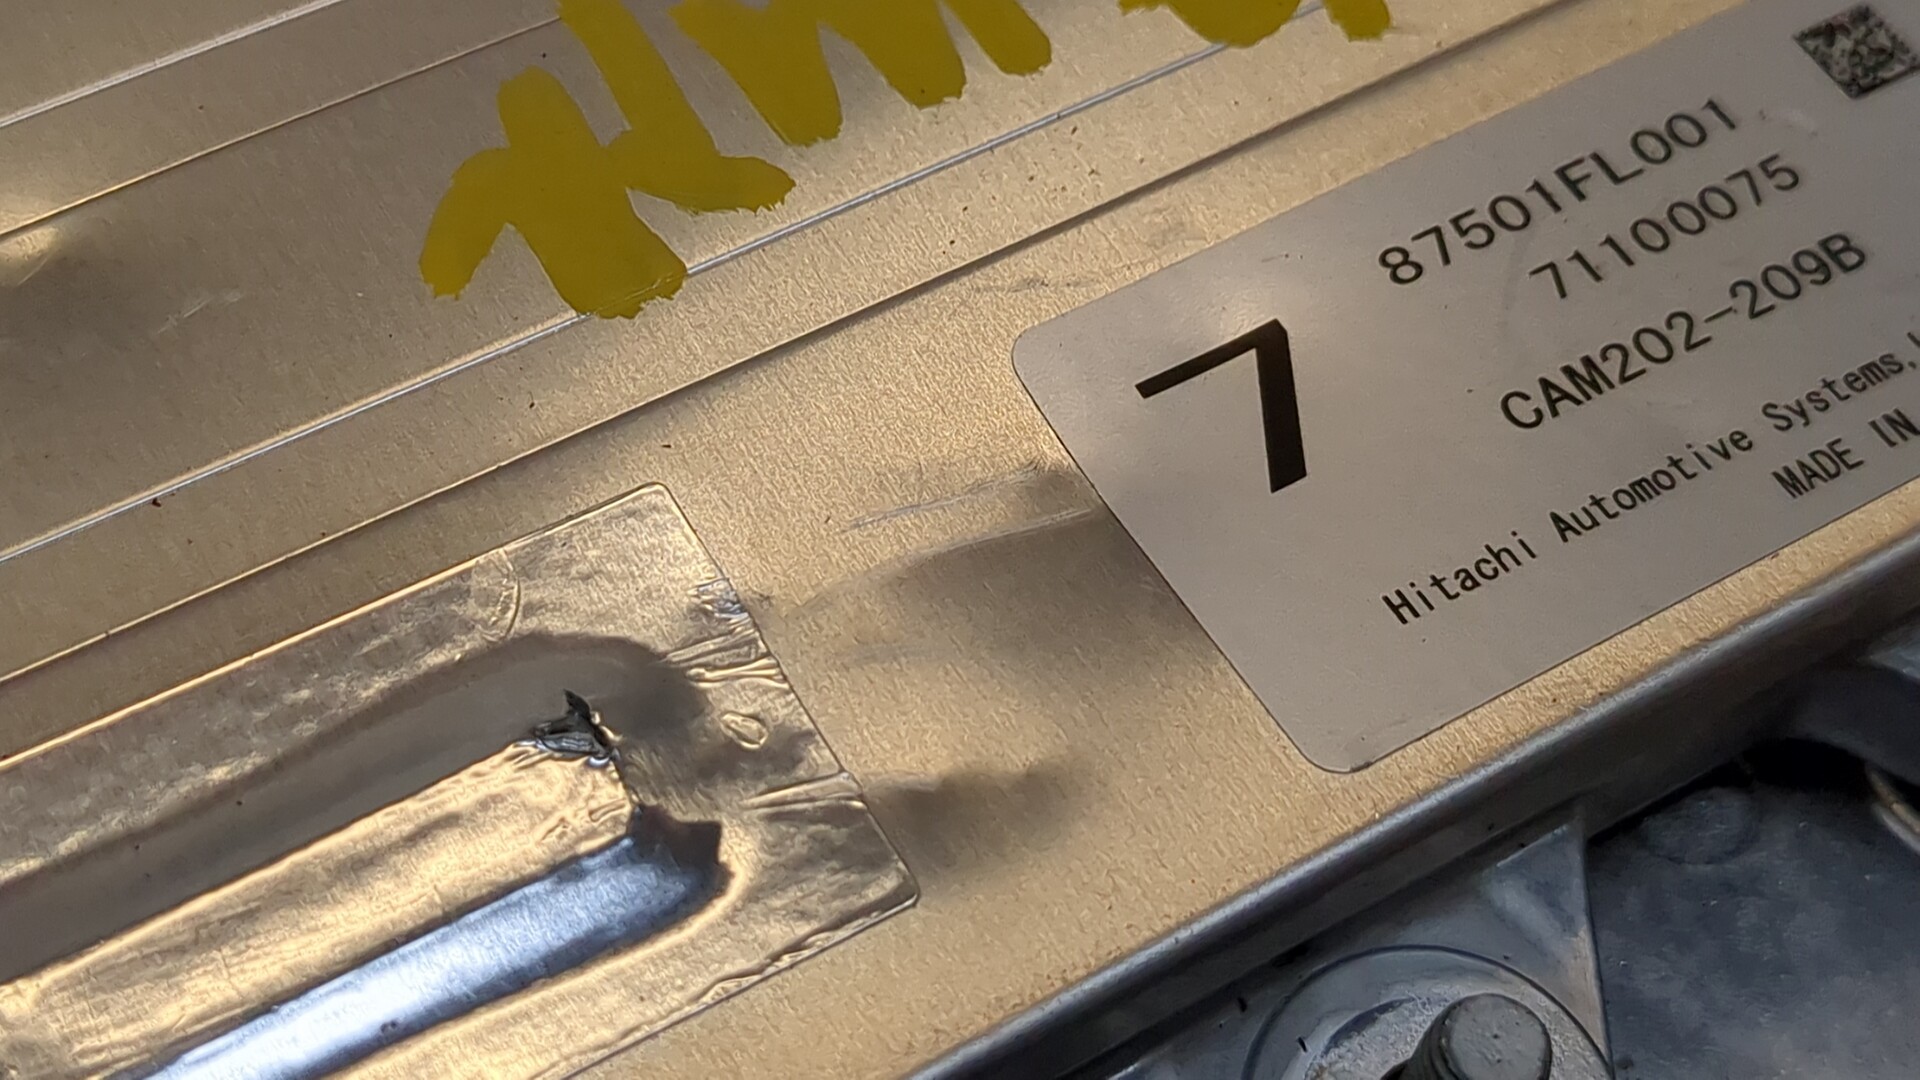 87501FL001
71100075
CAM202-209B
7
Hitachi Automotive Systems,
MADE IN